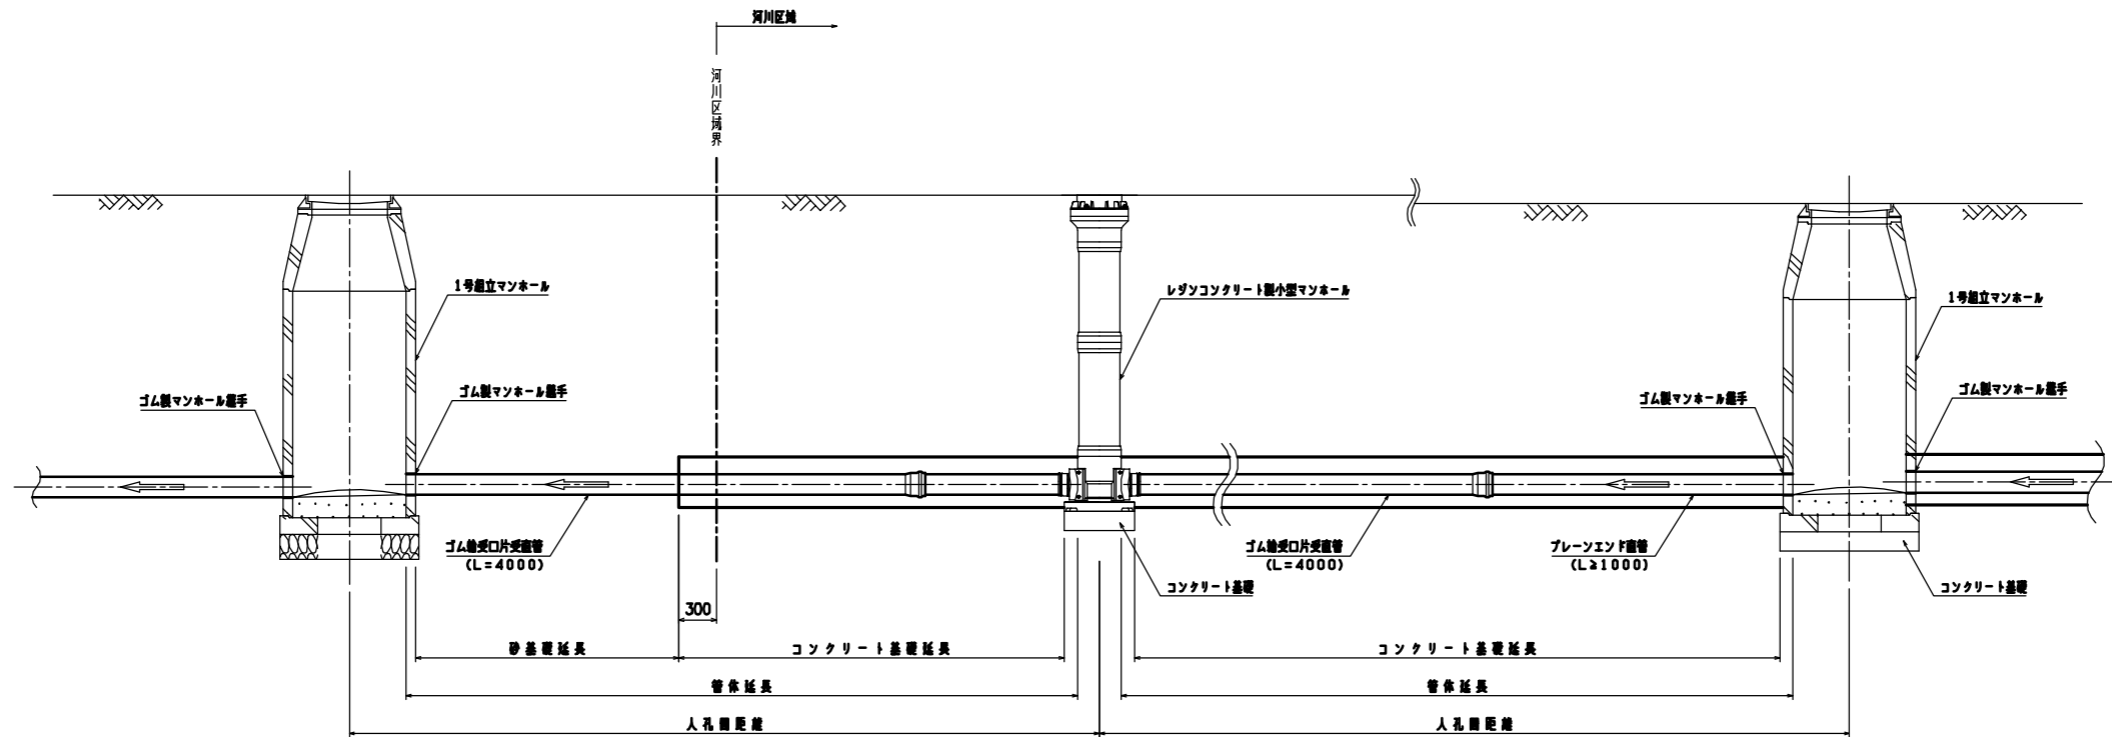 河川区域
河川区域界
1号組立マンホール
レジンコンクリート製小型マンホール
1号組立マンホール
ゴム製マンホール継手
ゴム製マンホール継手
ゴム製マンホール継手
ゴム製マンホール継手
ゴム輪受口片受直管
(L=4000)
ゴム輪受口片受直管
(L=4000)
プレーンエンド直管
(L≧1000)
コンクリート基礎
コンクリート基礎
300
砂基礎延長
コンクリート基礎延長
コンクリート基礎延長
管体延長
管体延長
人孔間距離
人孔間距離